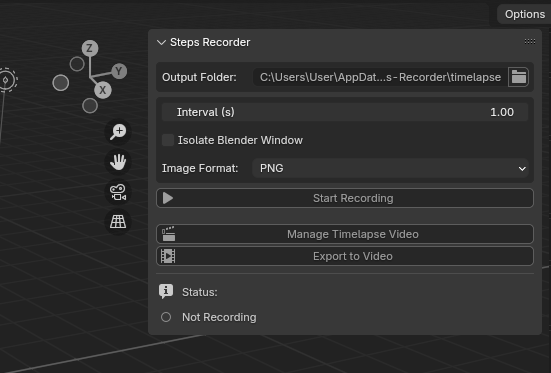 Options
Steps Recorder
Z
Y
X
Output Folder: C:\Users\User\AppDat...s-Recorder\timelapse
Interval (s) 1.00
Isolate Blender Window
Image Format: PNG
Start Recording
Manage Timelapse Video
Export to Video
Status:
Not Recording